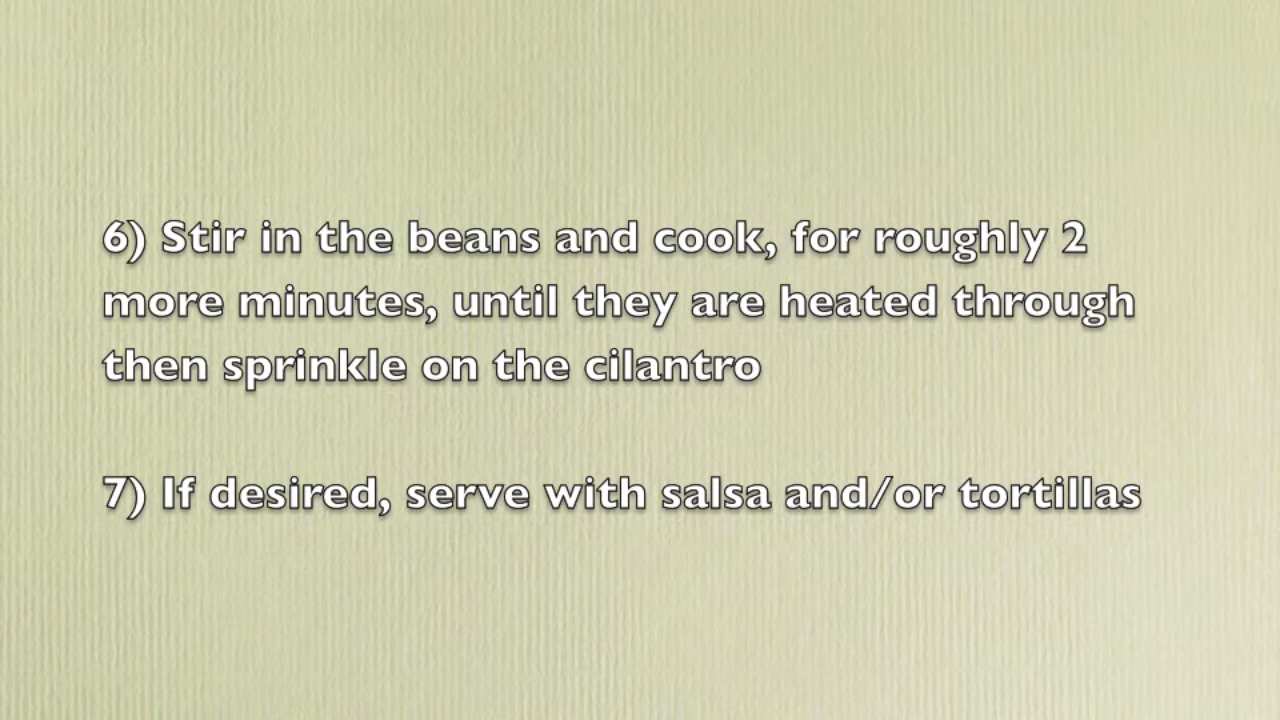 6) Stir in the beans and cook, for roughly 2
more minutes, until they are heated through
then sprinkle on the cilantro
7) If desired, serve with salsa and/or tortillas